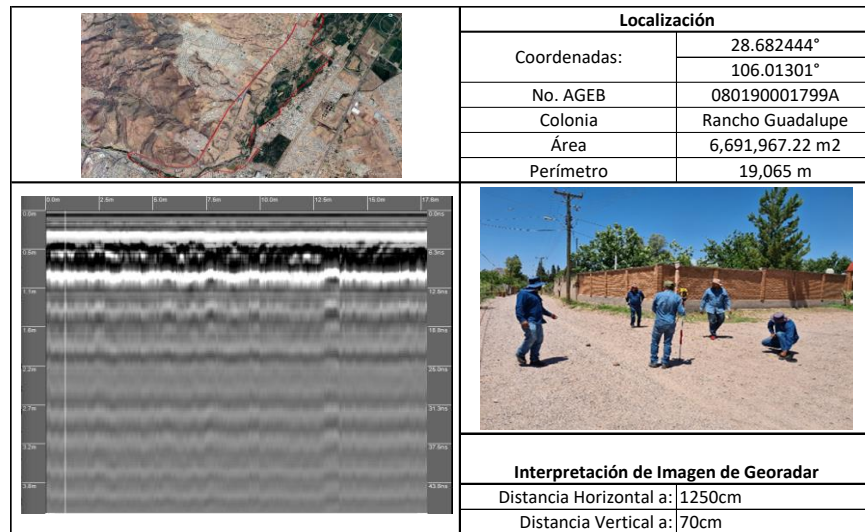 Localización
Coordenadas:
28.682444°
106.01301°
No. AGEB 080190001799A
Colonia Rancho Guadalupe
Área 6,691,967.22 m2
Perímetro 19,065 m
0.0m 2.5m 5.0m 7.5m 10.0m 12.5m 15.0m 17.6m
0.0m 0.0ns
0.5m 6.3ns
1.1m 12.5ns
1.6m 18.8ns
2.2m
2.7m 31.3ns
3.2m 37.5ns
3.8m 43.8ns
Interpretación de Imagen de Georadar
Distancia Horizontal a: 1250cm
Distancia Vertical a: 70cm